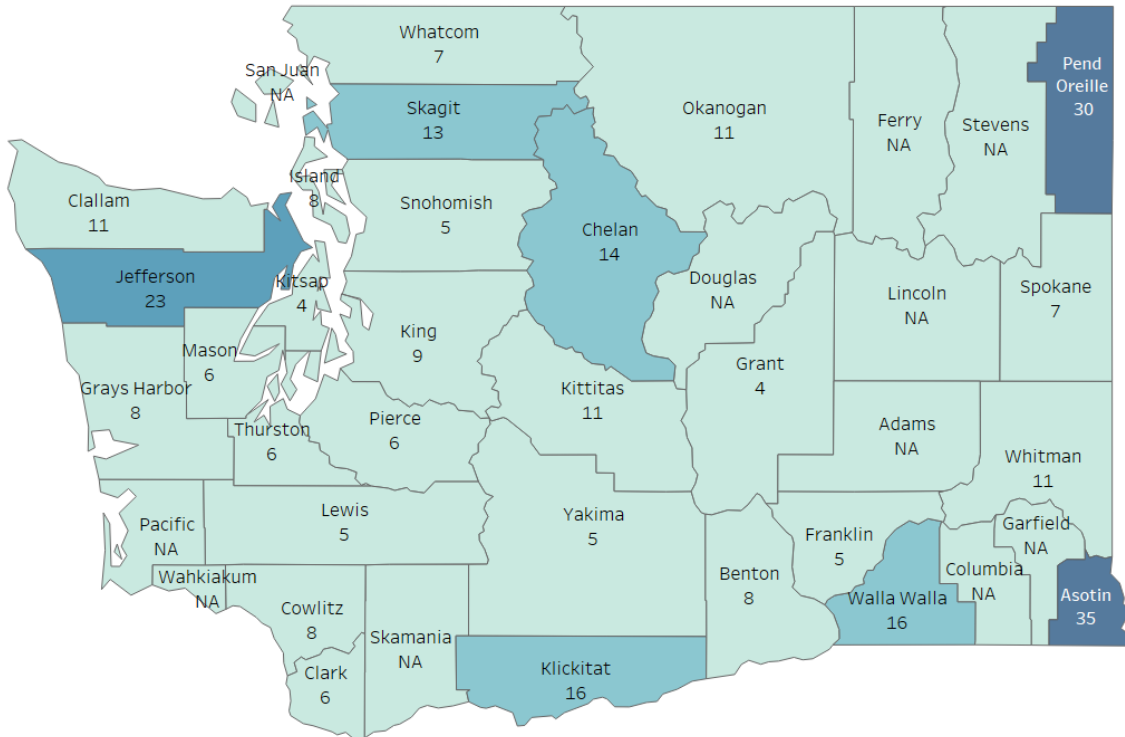 Whatcom
7
San Juan
NA
Skagit
13
Okanogan
11
Ferry
NA
Stevens
NA
Pend
Oreille
30
Island
8
Clallam
11
Snohomish
5
Chelan
14
Jefferson
23
Kitsap
4
Douglas
NA
Lincoln
NA
Spokane
7
King
9
Mason
6
Grays Harbor
8
Kittitas
11
Grant
4
Thurston
6
Pierce
6
Adams
NA
Whitman
11
Lewis
5
Yakima
5
Pacific
NA
Franklin
5
Garfield
NA
Wahkiakum
NA
Benton
8
Columbia
NA
Walla Walla
16
Asotin
35
Cowlitz
8
Skamania
NA
Clark
6
Klickitat
16